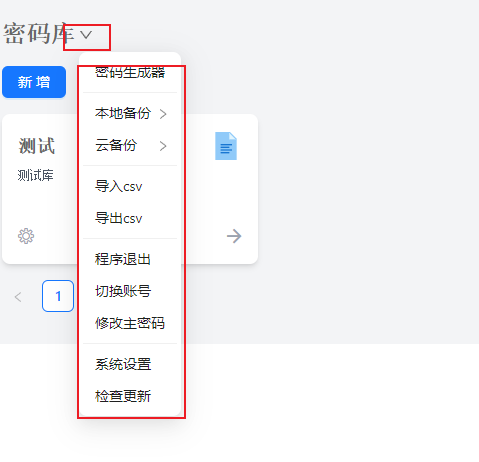 密码库
密码生成器
新 增
本地备份
测试
云备份
测试库
导入csv
导出csv
程序退出
1
切换账号
修改主密码
系统设置
检查更新